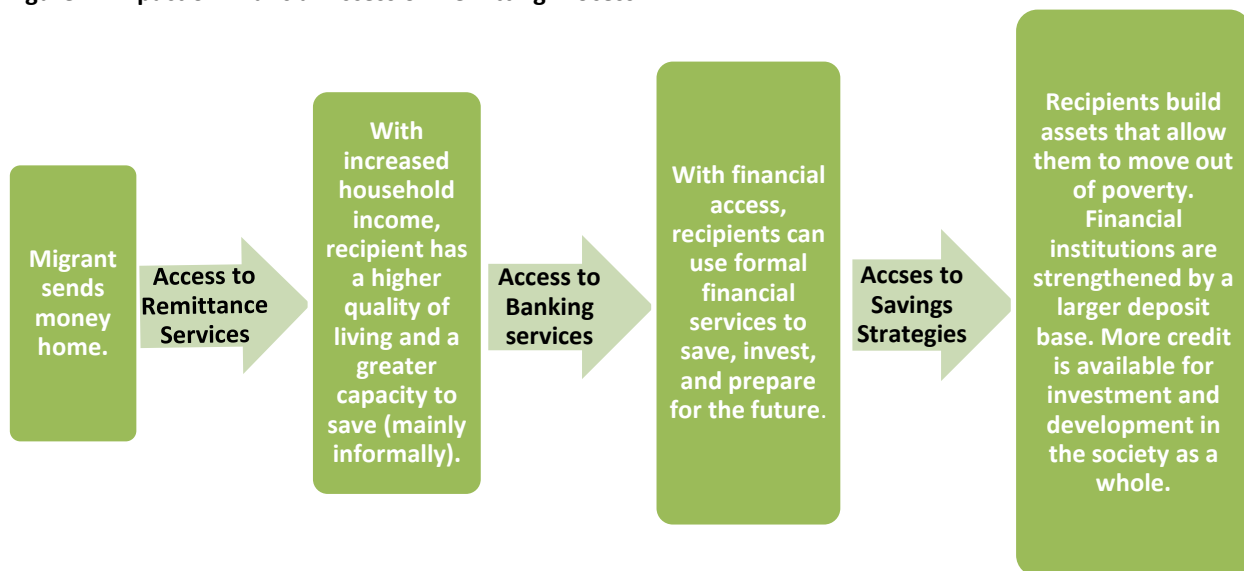 Migrant
sends
money
home.
Access to
Remittance
Services
With
increased
household
income,
recipient has
a higher
quality of
living and a
greater
capacity to
save (mainly
informally).
Access to
Banking
services
With financial
access,
recipients can
use formal
financial
services to
save, invest,
and prepare
for the future.
Accses to
Savings
Strategies
Recipients build
assets that allow
them to move out
of poverty.
Financial
institutions are
strengthened by
a larger deposit
base. More credit
is available for
investment and
development in
the society as a
whole.